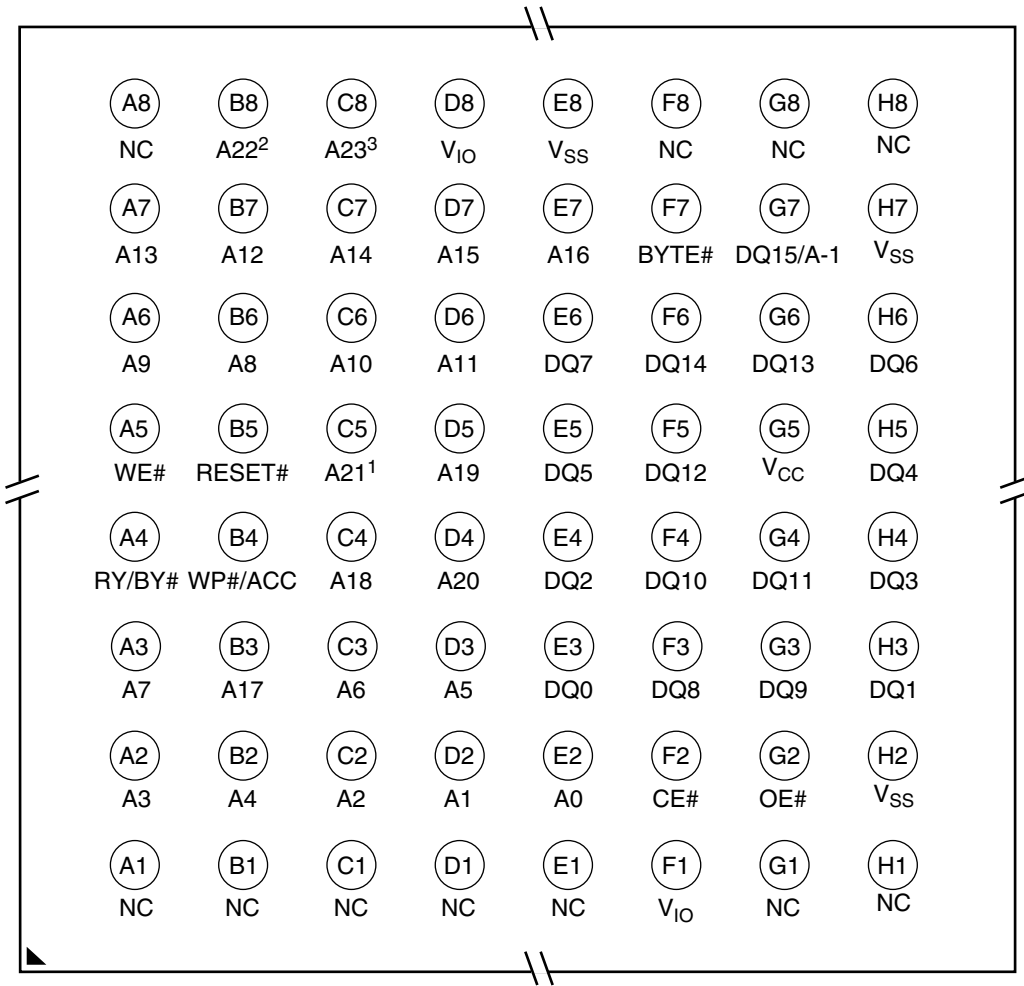 A8 B8 C8 D8 E8 F8 G8 H8
NC A22² A23³ V_IO V_SS NC NC NC
A7 B7 C7 D7 E7 F7 G7 H7
A13 A12 A14 A15 A16 BYTE# DQ15/A-1 V_SS
A6 B6 C6 D6 E6 F6 G6 H6
A9 A8 A10 A11 DQ7 DQ14 DQ13 DQ6
A5 B5 C5 D5 E5 F5 G5 H5
WE# RESET# A21¹ A19 DQ5 DQ12 V_CC DQ4
A4 B4 C4 D4 E4 F4 G4 H4
RY/BY# WP#/ACC A18 A20 DQ2 DQ10 DQ11 DQ3
A3 B3 C3 D3 E3 F3 G3 H3
A7 A17 A6 A5 DQ0 DQ8 DQ9 DQ1
A2 B2 C2 D2 E2 F2 G2 H2
A3 A4 A2 A1 A0 CE# OE# V_SS
A1 B1 C1 D1 E1 F1 G1 H1
NC NC NC NC NC V_IO NC NC